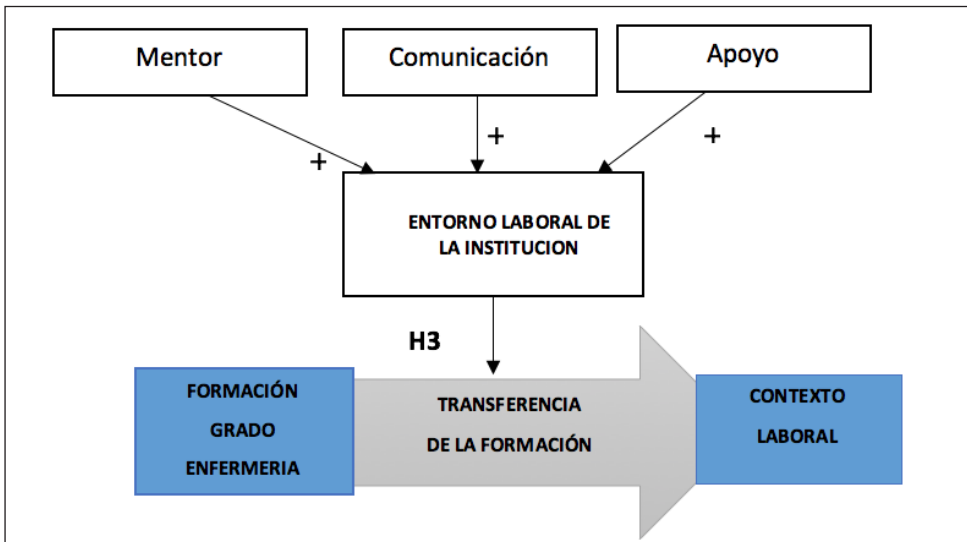 Mentor
Comunicación
Apoyo
+
+
+
ENTORNO LABORAL DE
LA INSTITUCION
H3
FORMACIÓN
GRADO
ENFERMERIA
TRANSFERENCIA
DE LA FORMACIÓN
CONTEXTO
LABORAL